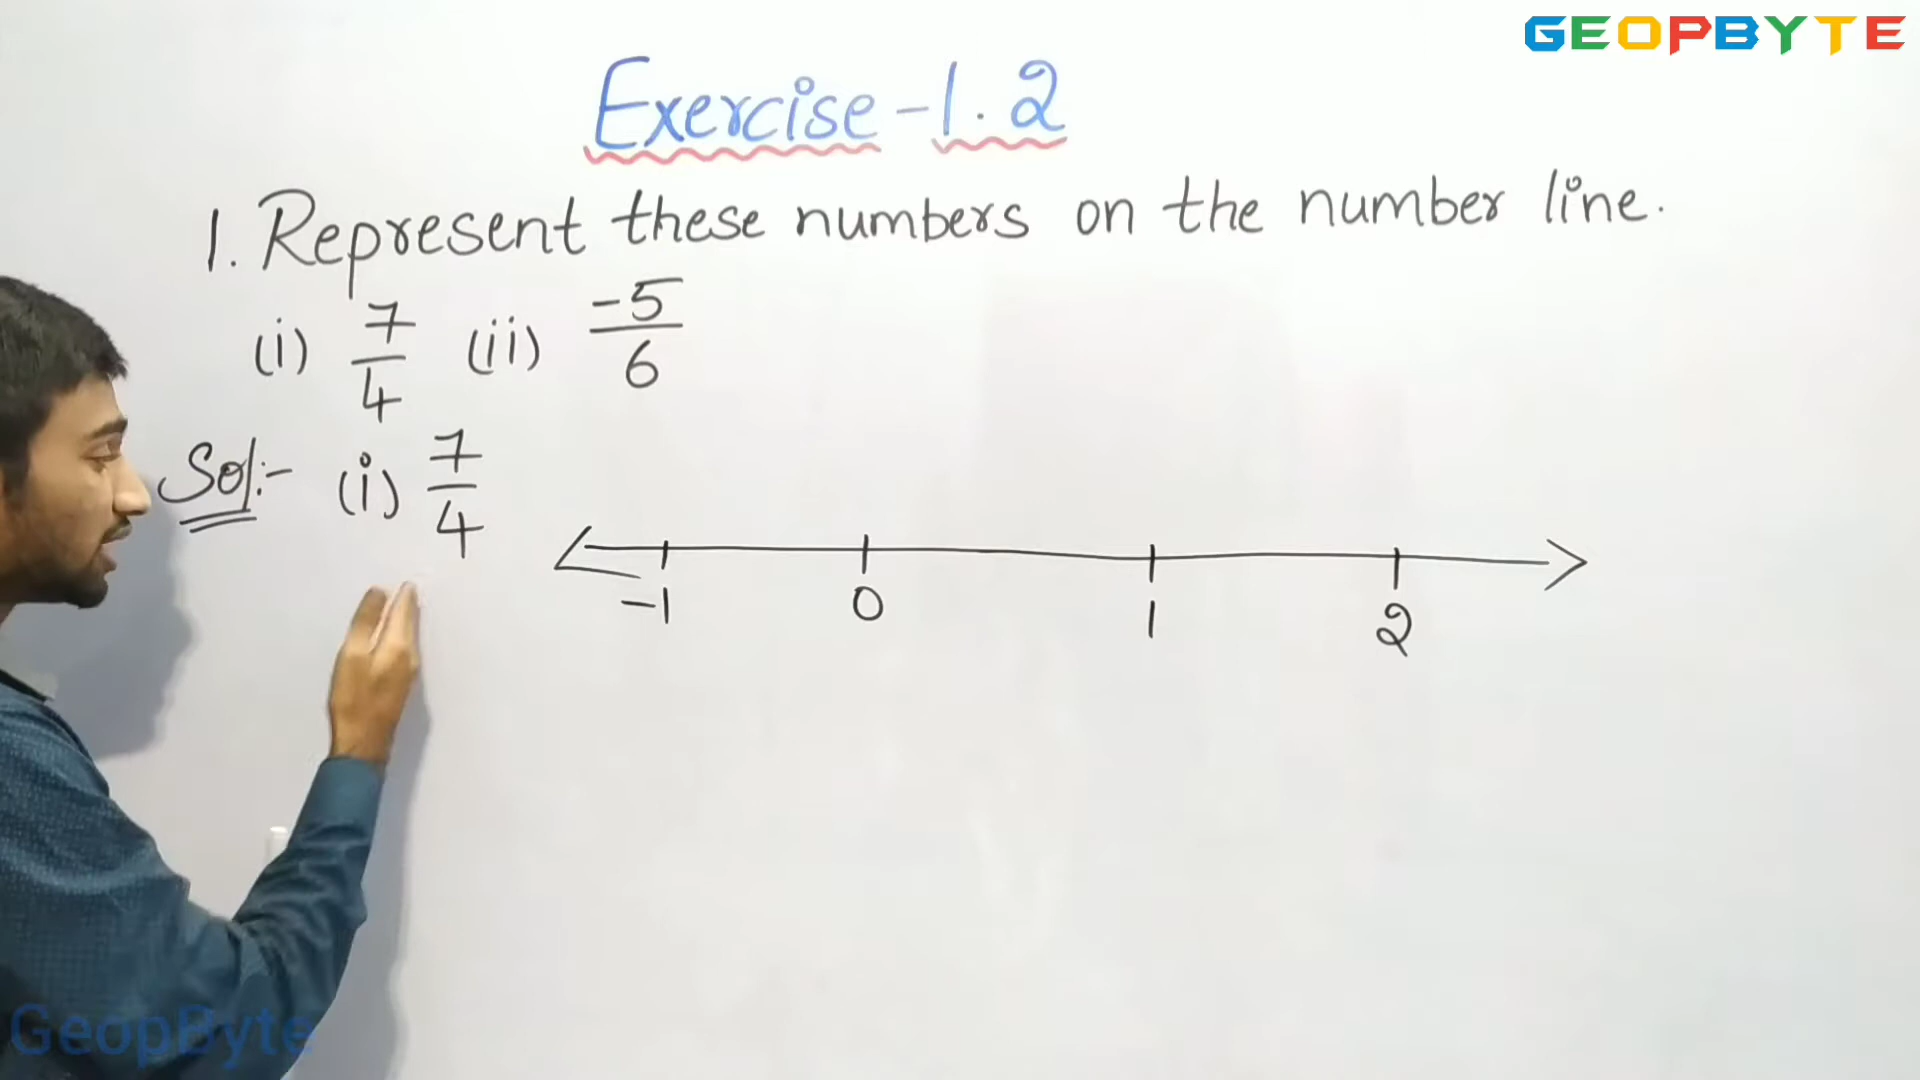 GEOPBYTE
Exercise - 1.2
1. Represent these numbers on the number line.
(i) 7/4 (ii) -5/6
Sol:- (i) 7/4
-1 0 1 2
GeopByte